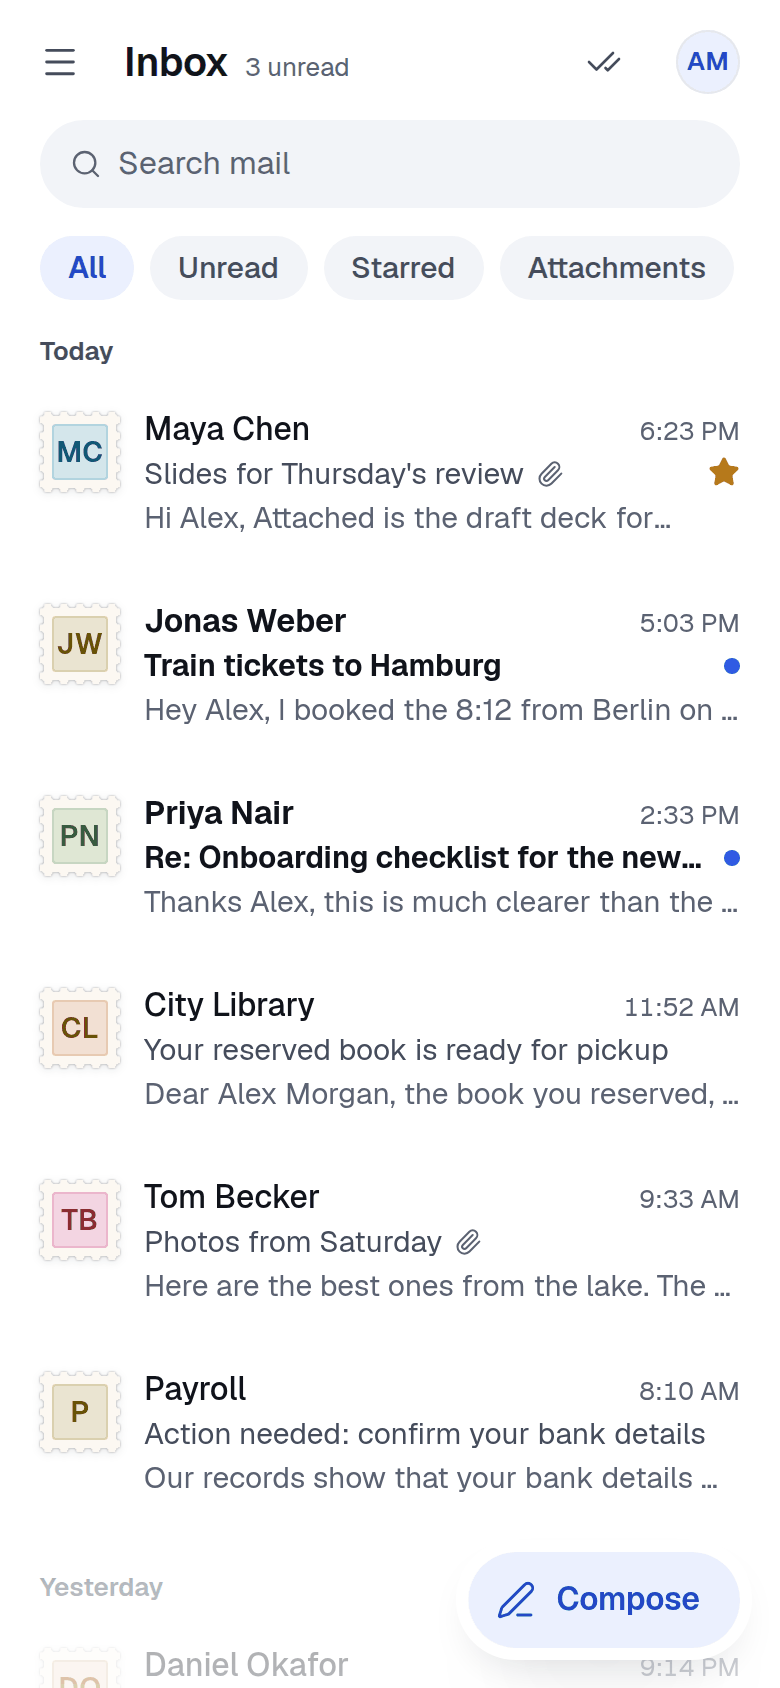 Inbox 3 unread AM
Search mail
All Unread Starred Attachments
Today
MC Maya Chen 6:23 PM
Slides for Thursday's review
Hi Alex, Attached is the draft deck for…
JW Jonas Weber 5:03 PM
Train tickets to Hamburg
Hey Alex, I booked the 8:12 from Berlin on …
PN Priya Nair 2:33 PM
Re: Onboarding checklist for the new…
Thanks Alex, this is much clearer than the …
CL City Library 11:52 AM
Your reserved book is ready for pickup
Dear Alex Morgan, the book you reserved, …
TB Tom Becker 9:33 AM
Photos from Saturday
Here are the best ones from the lake. The …
P Payroll 8:10 AM
Action needed: confirm your bank details
Our records show that your bank details …
Yesterday
Compose
DO Daniel Okafor 9:14 PM